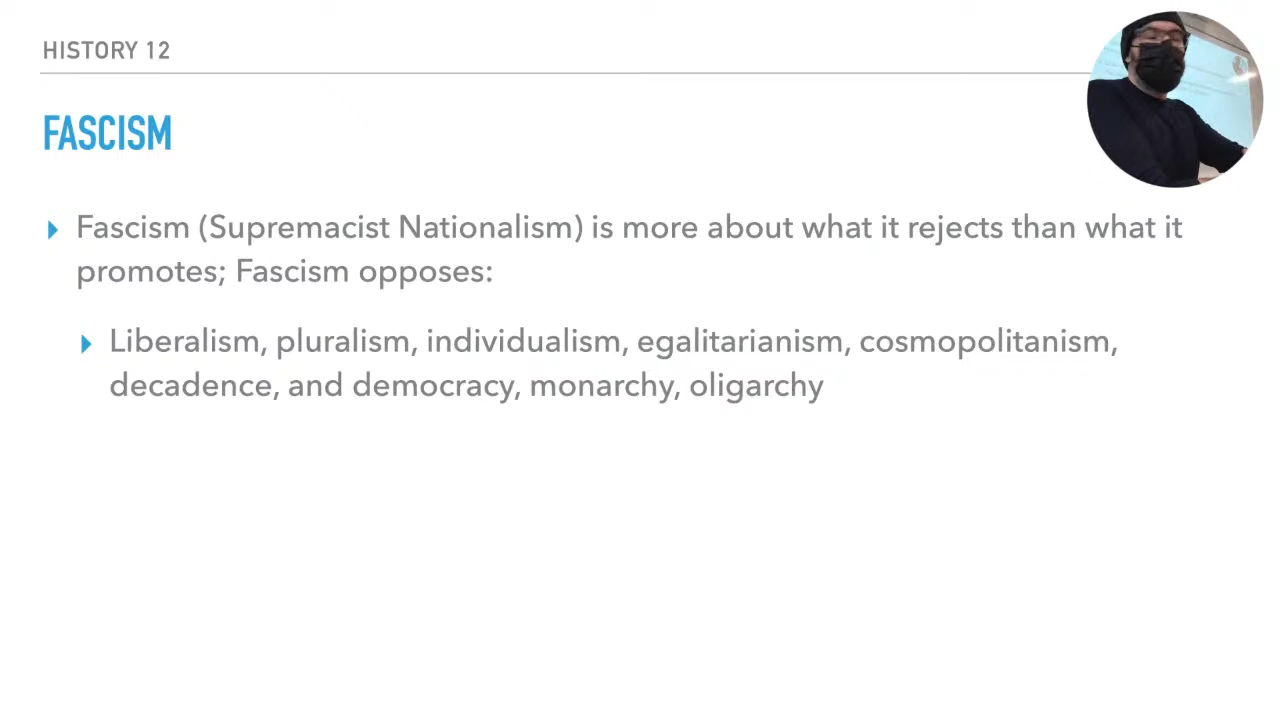 HISTORY 12
FASCISM
Fascism (Supremacist Nationalism) is more about what it rejects than what it
promotes; Fascism opposes:
Liberalism, pluralism, individualism, egalitarianism, cosmopolitanism,
decadence, and democracy, monarchy, oligarchy